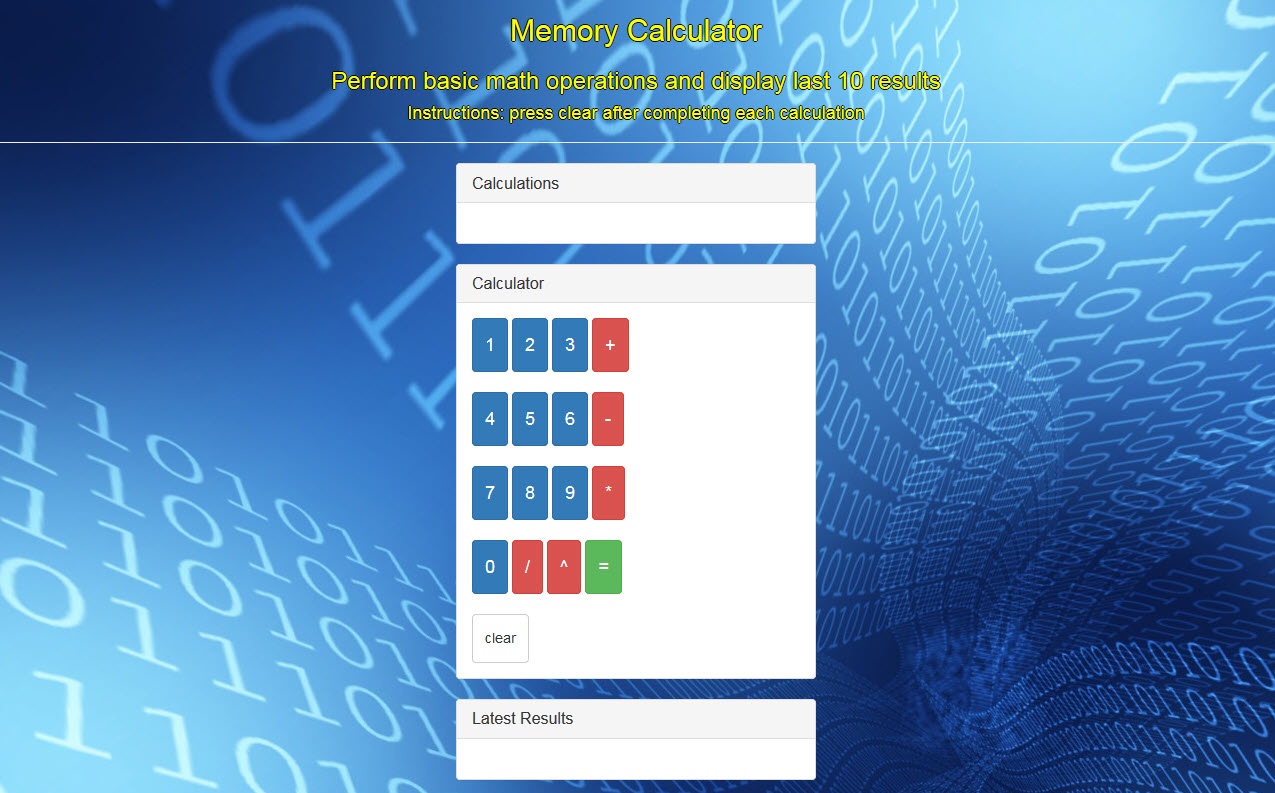 Memory Calculator
Perform basic math operations and display last 10 results
Instructions: press clear after completing each calculation
Calculations
Calculator
1 2 3 +
4 5 6 -
7 8 9 *
0 / ^ =
clear
Latest Results